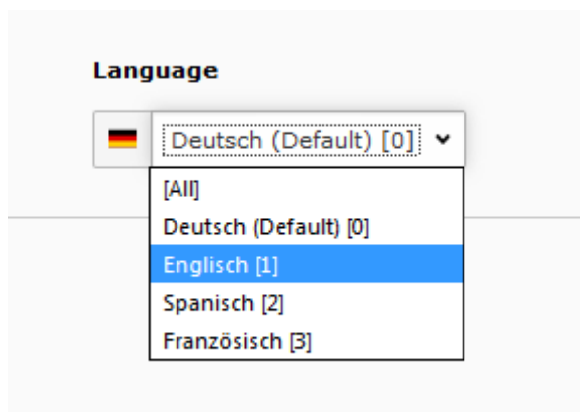 Language
Deutsch (Default) [0]
[All]
Deutsch (Default) [0]
Englisch [1]
Spanisch [2]
Französisch [3]